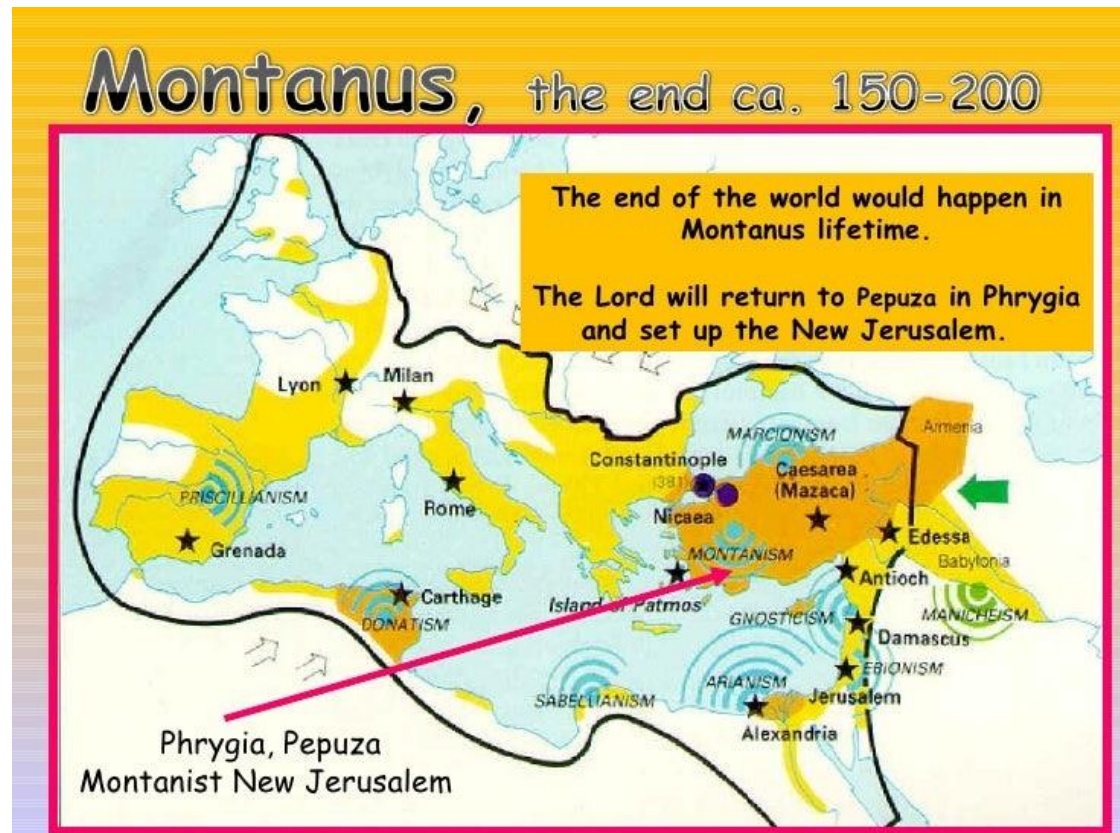 Montanus, the end ca. 150-200
The end of the world would happen in
Montanus lifetime.
The Lord will return to Pepuza in Phrygia
and set up the New Jerusalem.
Lyon
Milan
MARCIONISM
Armenia
Constantinople
(381)
Caesarea
(Mazaca)
PRISCILLIANISM
Rome
Nicaea
Grenada
MONTANISM
Edessa
Babylonia
Antioch
Carthage
Island of Patmos
GNOSTICISM
MANICHEISM
DONATISM
Damascus
EBIONISM
SABELLIANISM
ARIANISM
Jerusalem
Alexandria
Phrygia, Pepuza
Montanist New Jerusalem